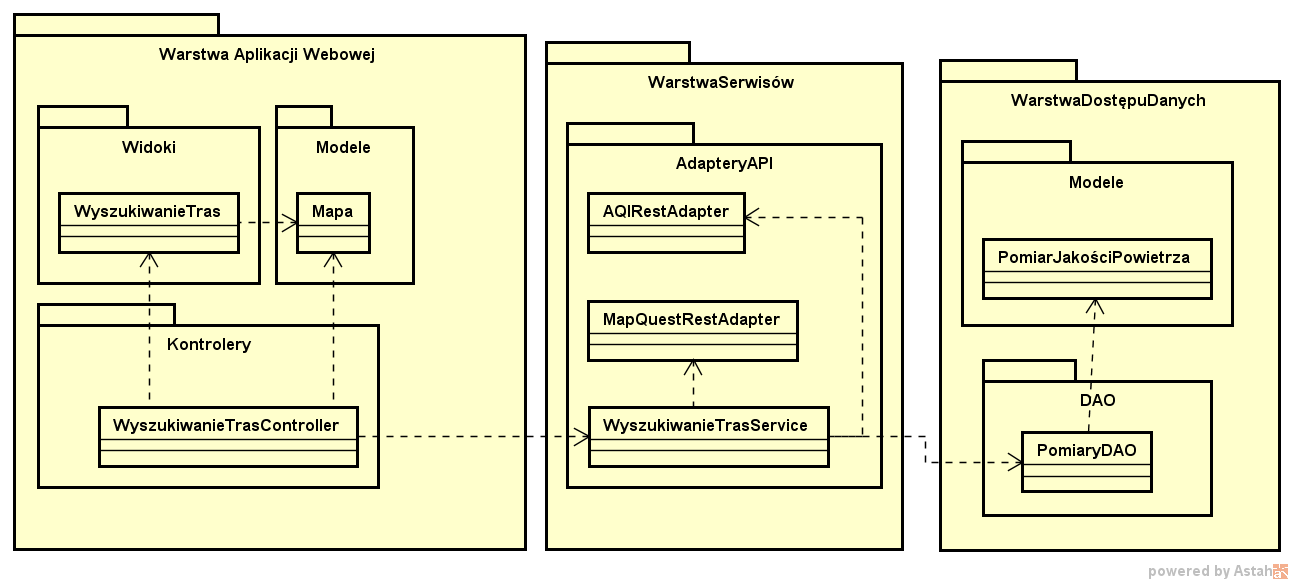 Warstwa Aplikacji Webowej
Widoki
WyszukiwanieTras
Modele
Mapa
Kontrolery
WyszukiwanieTrasController
WarstwaSerwisów
AdapteryAPI
AQIRestAdapter
MapQuestRestAdapter
WyszukiwanieTrasService
WarstwaDostępuDanych
Modele
PomiarJakościPowietrza
DAO
PomiaryDAO
powered by Astah